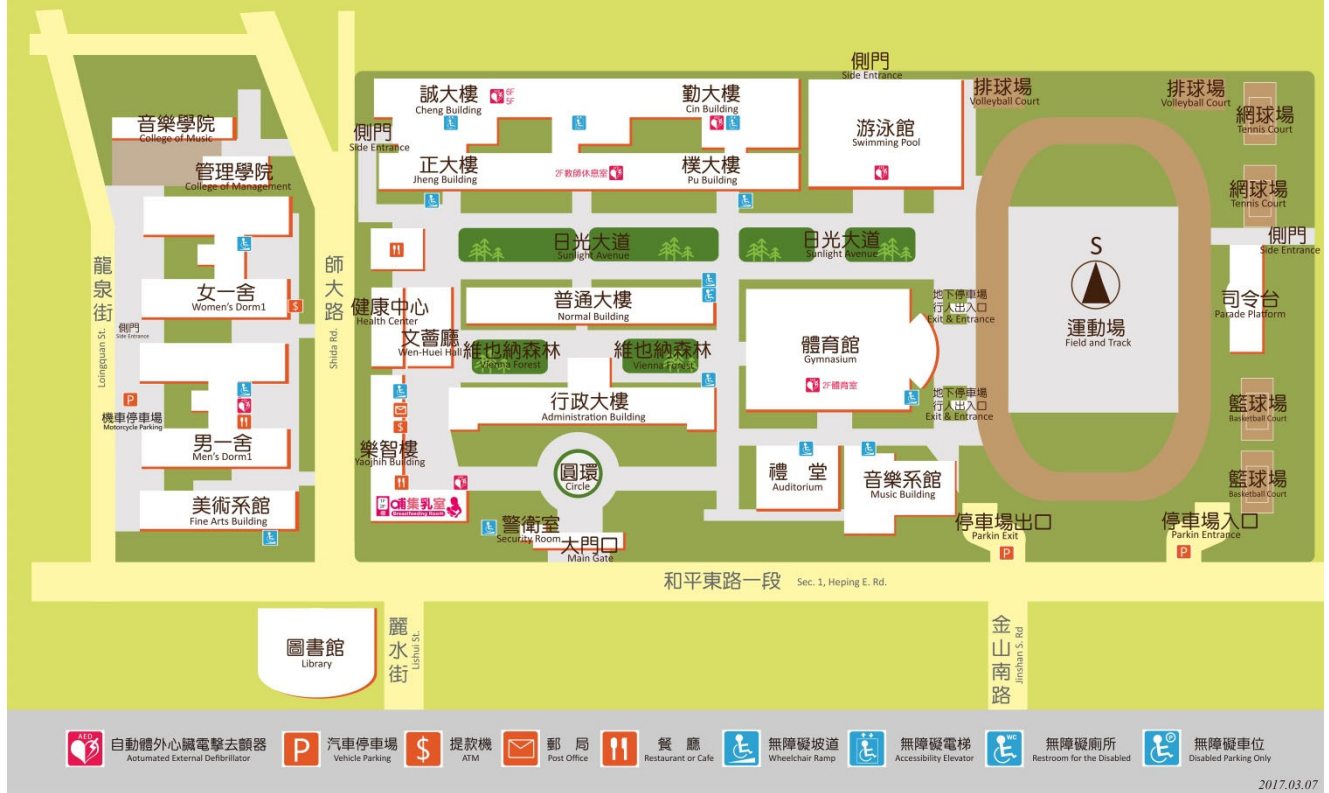 側門
Side Entrance
誠大樓
Cheng Building
6F
5F
勤大樓
Cin Building
排球場
Volleyball Court
排球場
Volleyball Court
網球場
Tennis Court
音樂學院
College of Music
側門
Side Entrance
游泳館
Swimming Pool
管理學院
College of Management
正大樓
Jheng Building
2F教師休息室
樸大樓
Pu Building
網球場
Tennis Court
日光大道
Sunlight Avenue
日光大道
Sunlight Avenue
側門
Side Entrance
S
龍泉街
Loingquan St.
師大路
Shida Rd.
女一舍
Women's Dorm1
健康中心
Health Center
普通大樓
Normal Building
地下停車場
行人出入口
Exit & Entrance
司令台
Parade Platform
側門
Side Entrance
文薈廳
Wen-Huei Hall
維也納森林
Vienna Forest
維也納森林
Vienna Forest
體育館
Gymnasium
運動場
Field and Track
2F體育室
機車停車場
Motorcycle Parking
行政大樓
Administration Building
地下停車場
行人出入口
Exit & Entrance
籃球場
Basketball Court
男一舍
Men's Dorm1
樂智樓
Yaojhih Building
圓環
Circle
禮 堂
Auditorium
音樂系館
Music Building
籃球場
Basketball Court
美術系館
Fine Arts Building
哺集乳室
Breastfeeding Room
警衛室
Security Room
大門口
Main Gate
停車場出口
Parkin Exit
停車場入口
Parkin Entrance
P
P
P
和平東路一段 Sec. 1, Heping E. Rd.
圖書館
Library
麗水街
Lishui St.
金山南路
Jinshan S. Rd
AED
自動體外心臟電擊去顫器
Aotumated External Defibrillator
P
汽車停車場
Vehicle Parking
$
提款機
ATM
郵 局
Post Office
餐 廳
Restaurant or Cafe
無障礙坡道
Wheelchair Ramp
無障礙電梯
Accessibility Elevator
WC
無障礙廁所
Restroom for the Disabled
P
無障礙車位
Disabled Parking Only
2017.03.07